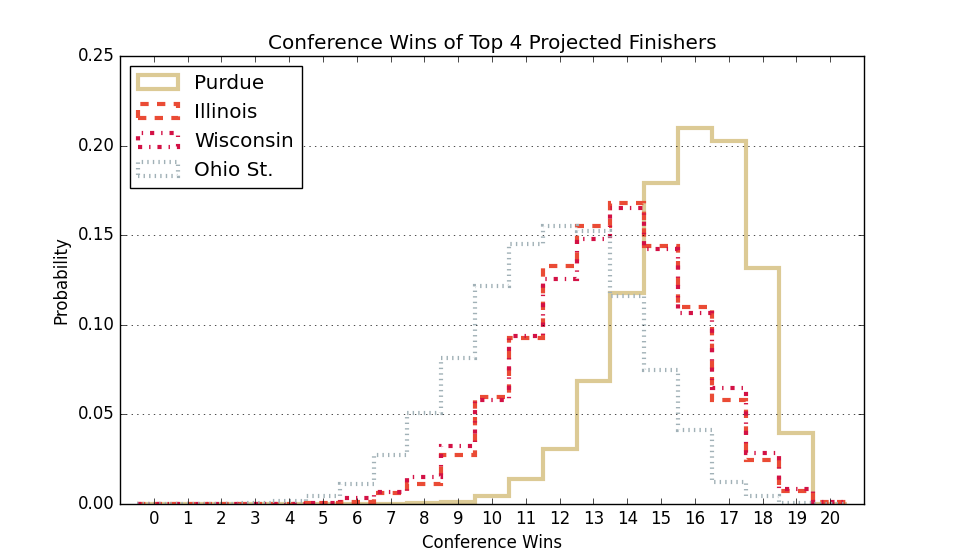 Conference Wins of Top 4 Projected Finishers
0.25
0.20
0.15
0.10
0.05
0.00
Probability
Purdue
Illinois
Wisconsin
Ohio St.
0 1 2 3 4 5 6 7 8 9 10 11 12 13 14 15 16 17 18 19 20
Conference Wins